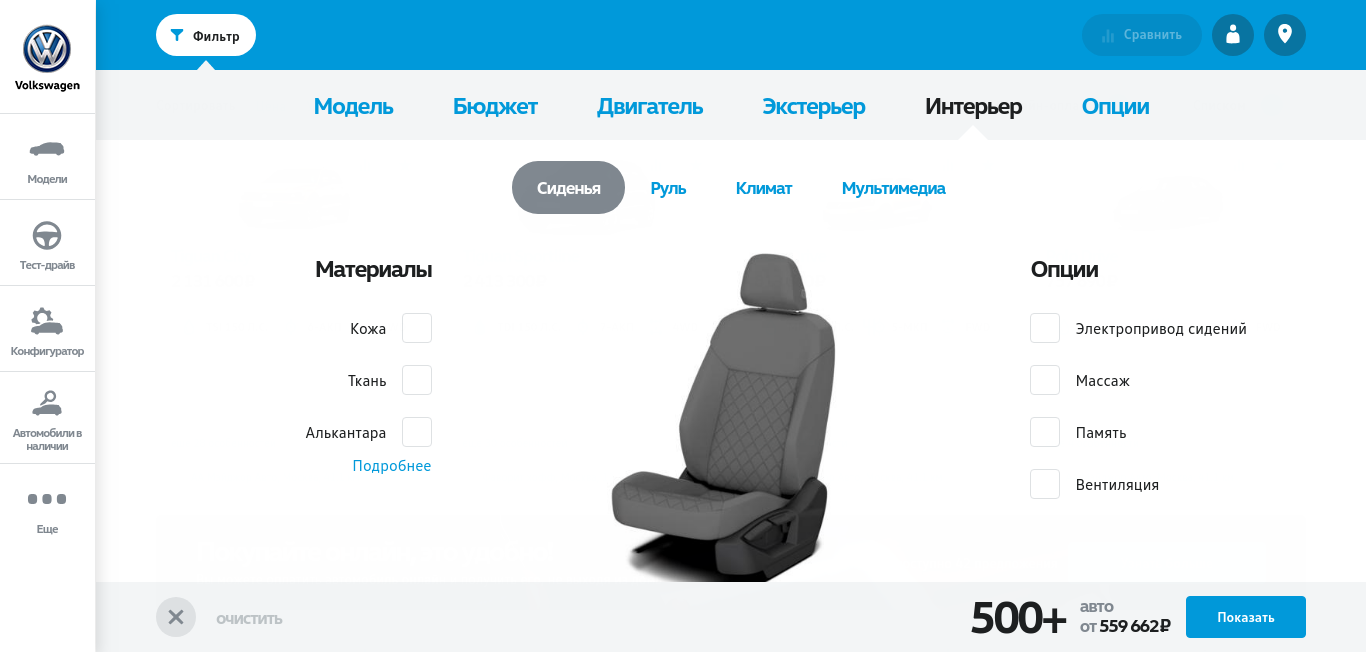 Volkswagen
Фильтр
Сравнить
Модель Бюджет Двигатель Экстерьер Интерьер Опции
Сиденья Руль Климат Мультимедиа
Модели
Тест-драйв
Конфигуратор
Автомобили в
наличии
Еще
Материалы
Кожа
Ткань
Алькантара
Подробнее
Опции
Электропривод сидений
Массаж
Память
Вентиляция
ОЧИСТИТЬ
500+
авто
от 559 662₽
Показать